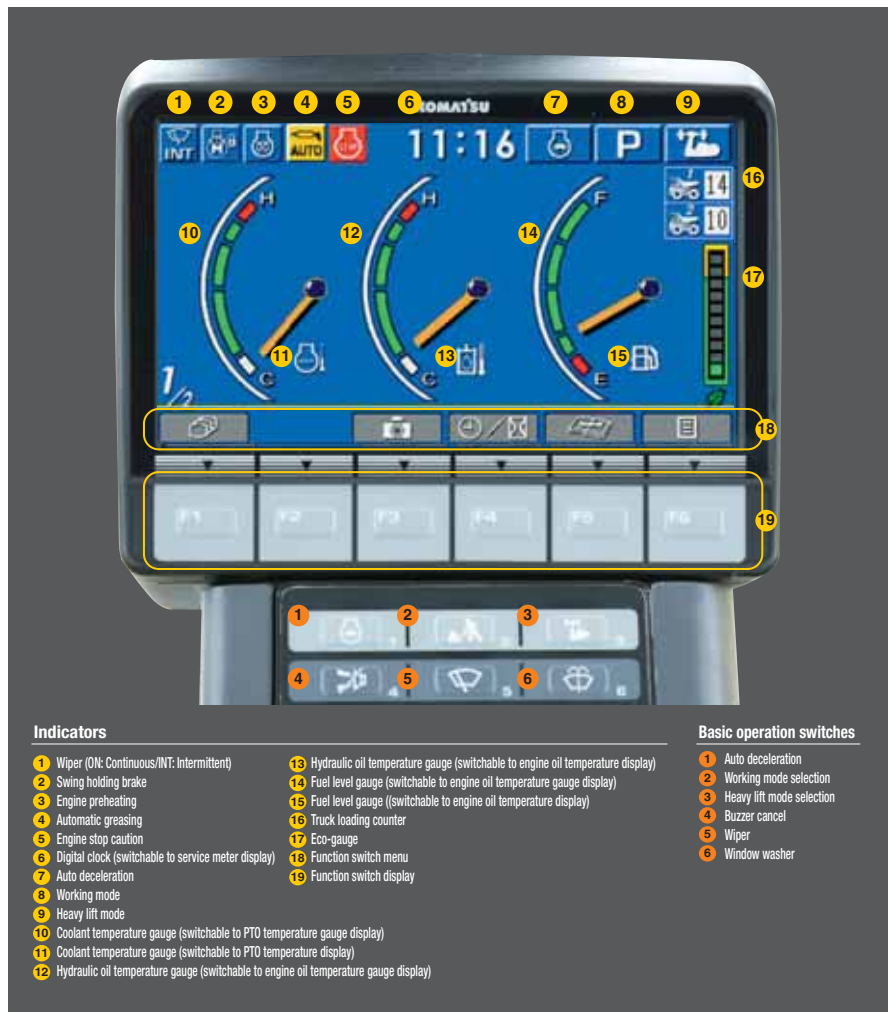 1 2 3 4 5 6 KOMATSU 7 8 9
INT AUTO STOP 11:16 P
16
1 14
2 10
H H F
10 12 14
17
11 13 15
C C E
1/2
18
F1 F2 F3 F4 F5 F6
19
1 2 3
1 2 3
4 5 6
4 5 6
Indicators
1 Wiper (ON: Continuous/INT: Intermittent)
2 Swing holding brake
3 Engine preheating
4 Automatic greasing
5 Engine stop caution
6 Digital clock (switchable to service meter display)
7 Auto deceleration
8 Working mode
9 Heavy lift mode
10 Coolant temperature gauge (switchable to PTO temperature gauge display)
11 Coolant temperature gauge (switchable to PTO temperature display)
12 Hydraulic oil temperature gauge (switchable to engine oil temperature gauge display)
13 Hydraulic oil temperature gauge (switchable to engine oil temperature display)
14 Fuel level gauge (switchable to engine oil temperature gauge display)
15 Fuel level gauge ((switchable to engine oil temperature display)
16 Truck loading counter
17 Eco-gauge
18 Function switch menu
19 Function switch display
Basic operation switches
1 Auto deceleration
2 Working mode selection
3 Heavy lift mode selection
4 Buzzer cancel
5 Wiper
6 Window washer